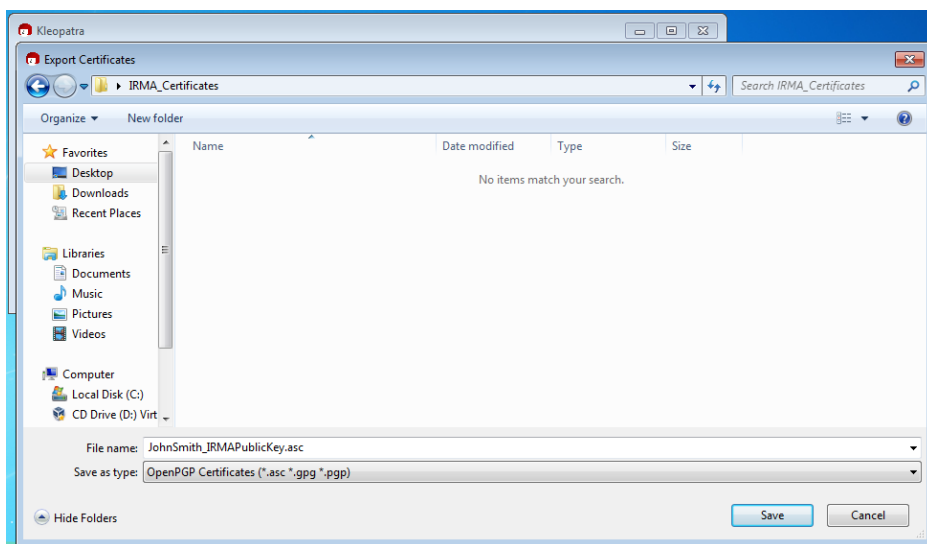 Kleopatra
Export Certificates
IRMA_Certificates
Search IRMA_Certificates
Organize
New folder
Name Date modified Type Size
No items match your search.
Favorites
Desktop
Downloads
Recent Places
Libraries
Documents
Music
Pictures
Videos
Computer
Local Disk (C:)
CD Drive (D:) Virt
File name: JohnSmith_IRMAPublicKey.asc
Save as type: OpenPGP Certificates (*.asc *.gpg *.pgp)
Hide Folders
Save
Cancel